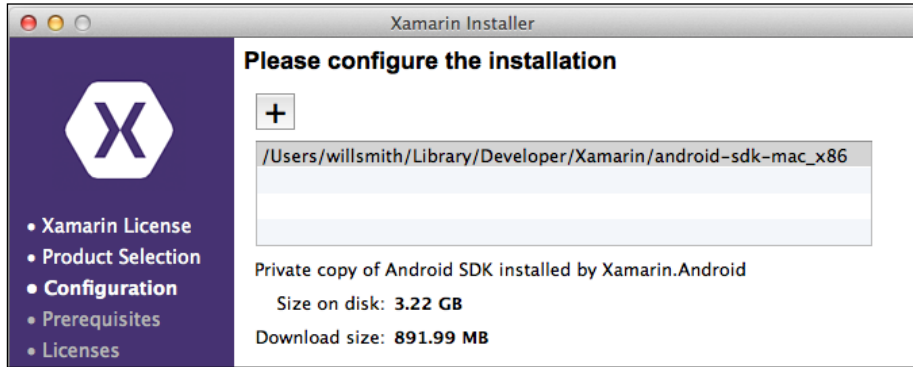 Xamarin Installer
Please configure the installation
+
/Users/willsmith/Library/Developer/Xamarin/android-sdk-mac_x86
• Xamarin License
• Product Selection
• Configuration
• Prerequisites
• Licenses
Private copy of Android SDK installed by Xamarin.Android
Size on disk: 3.22 GB
Download size: 891.99 MB